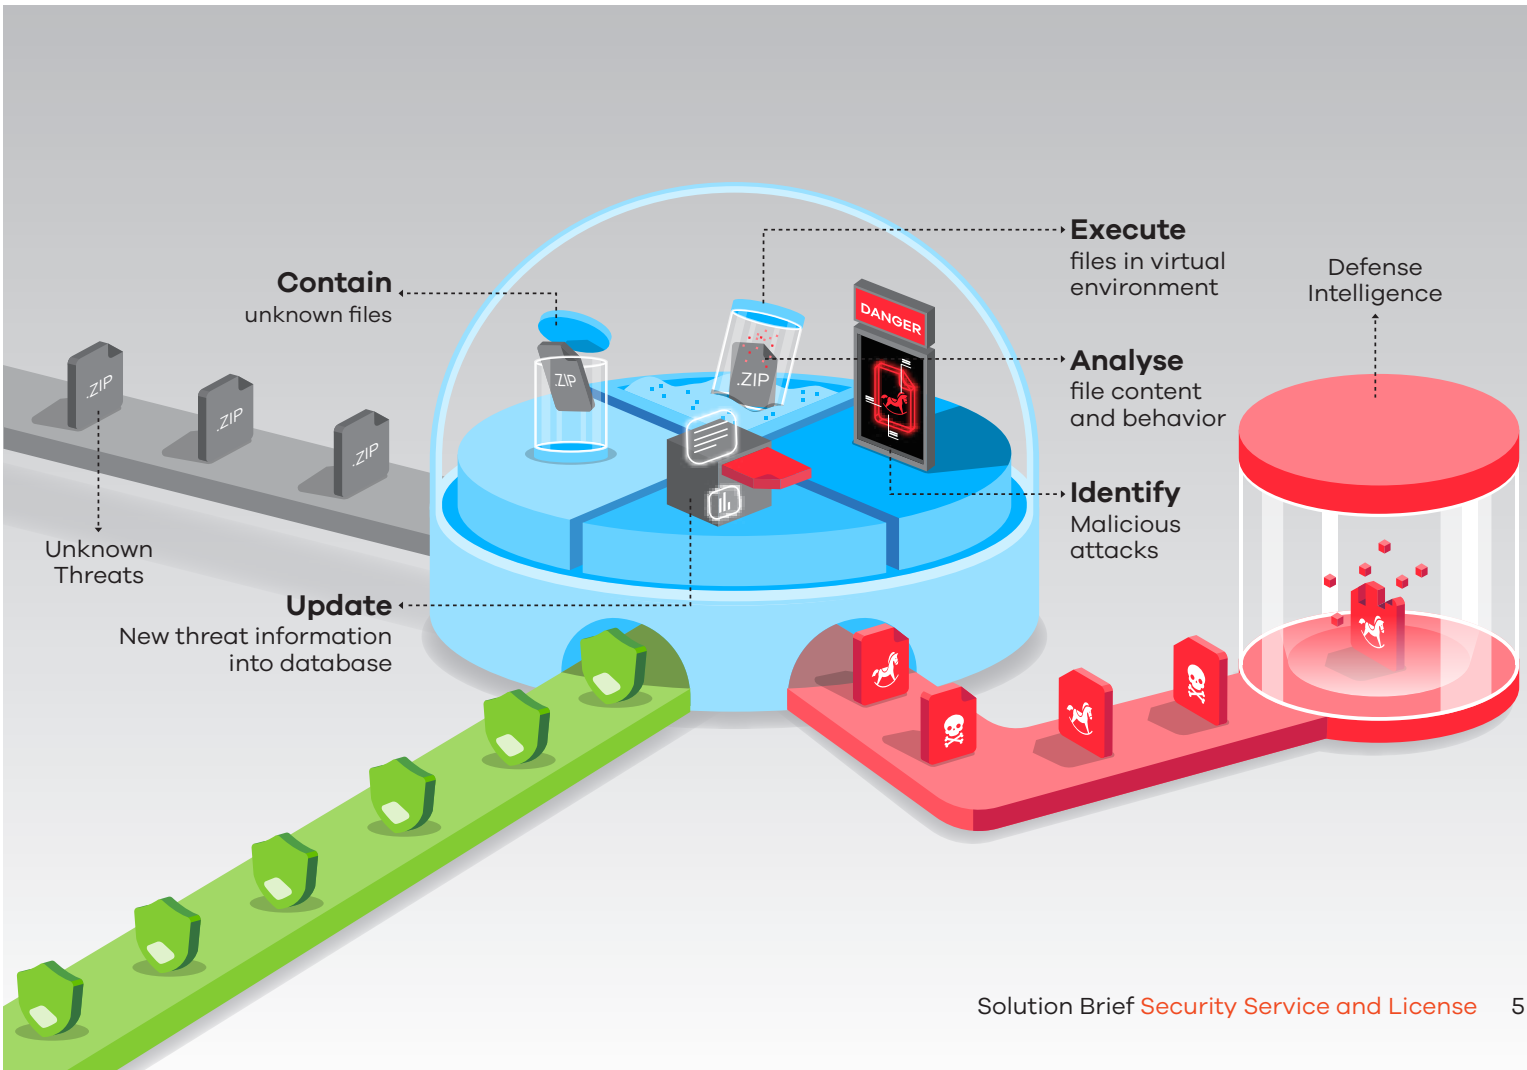 Contain
unknown files
Execute
files in virtual
environment
Defense
Intelligence
DANGER
Analyse
file content
and behavior
.ZIP
.ZIP
.ZIP
.ZIP
.ZIP
Identify
Malicious
attacks
Unknown
Threats
Update
New threat information
into database
Solution Brief Security Service and License 5